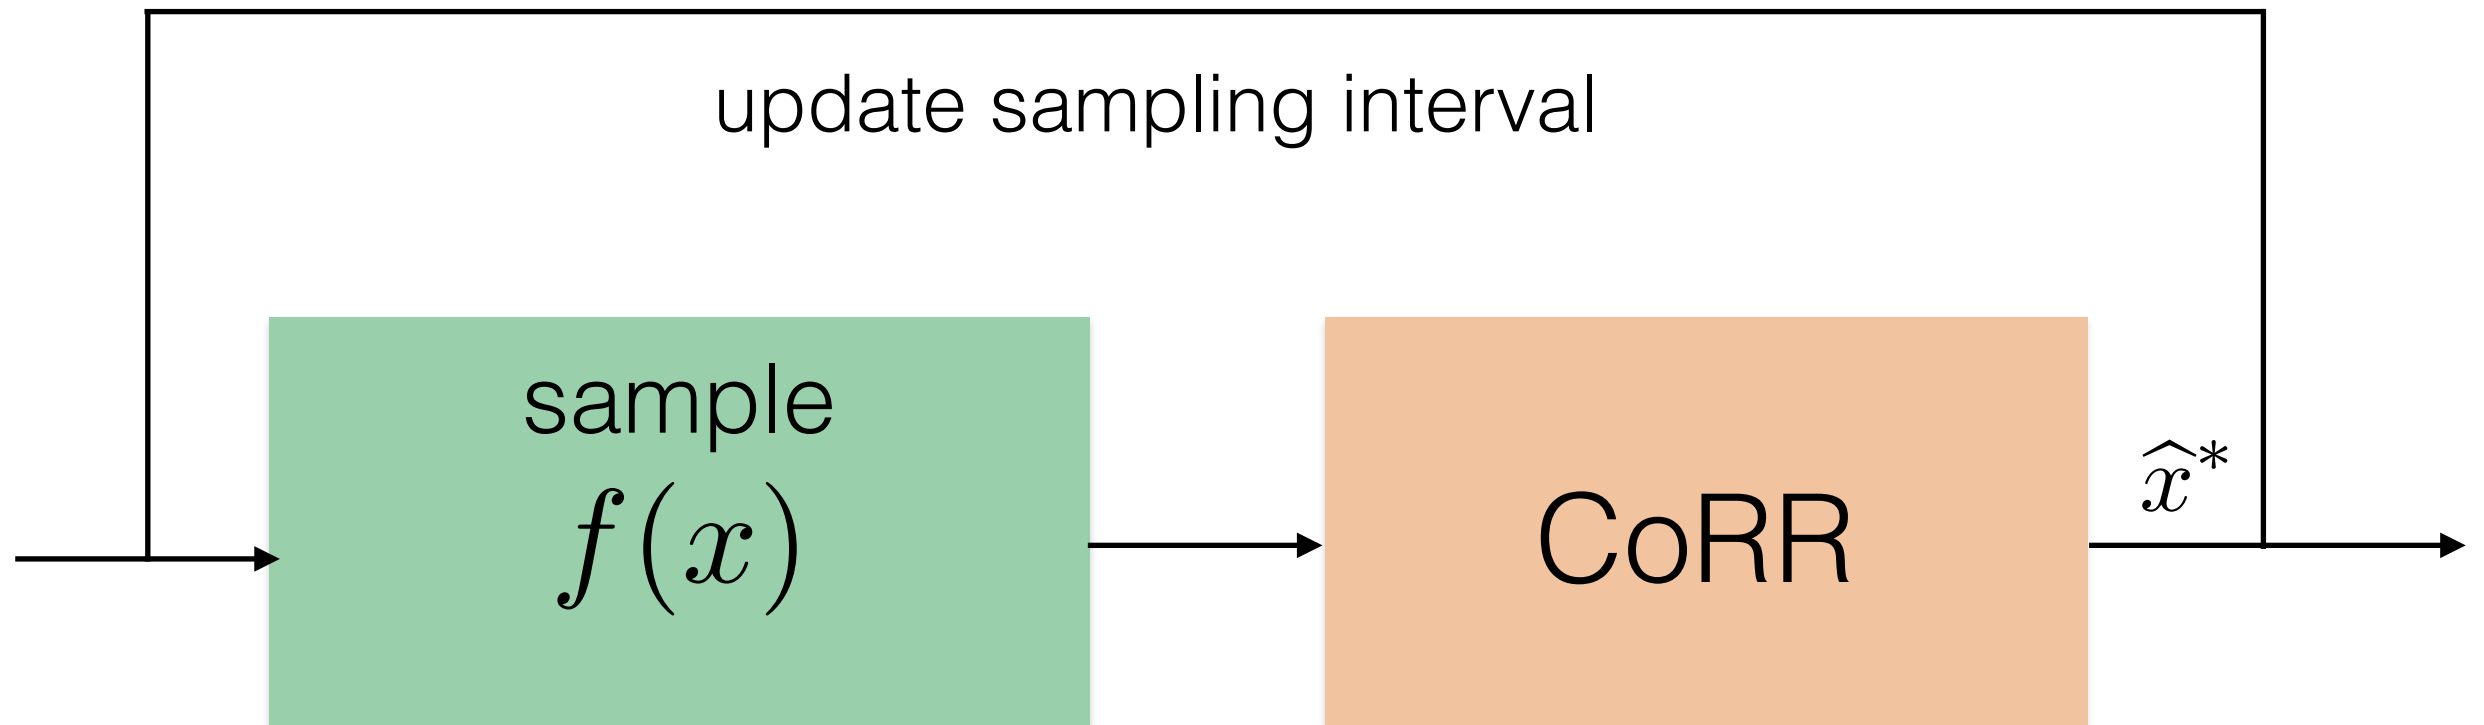 update sampling interval
sample
f(x)
CoRR
x̂*